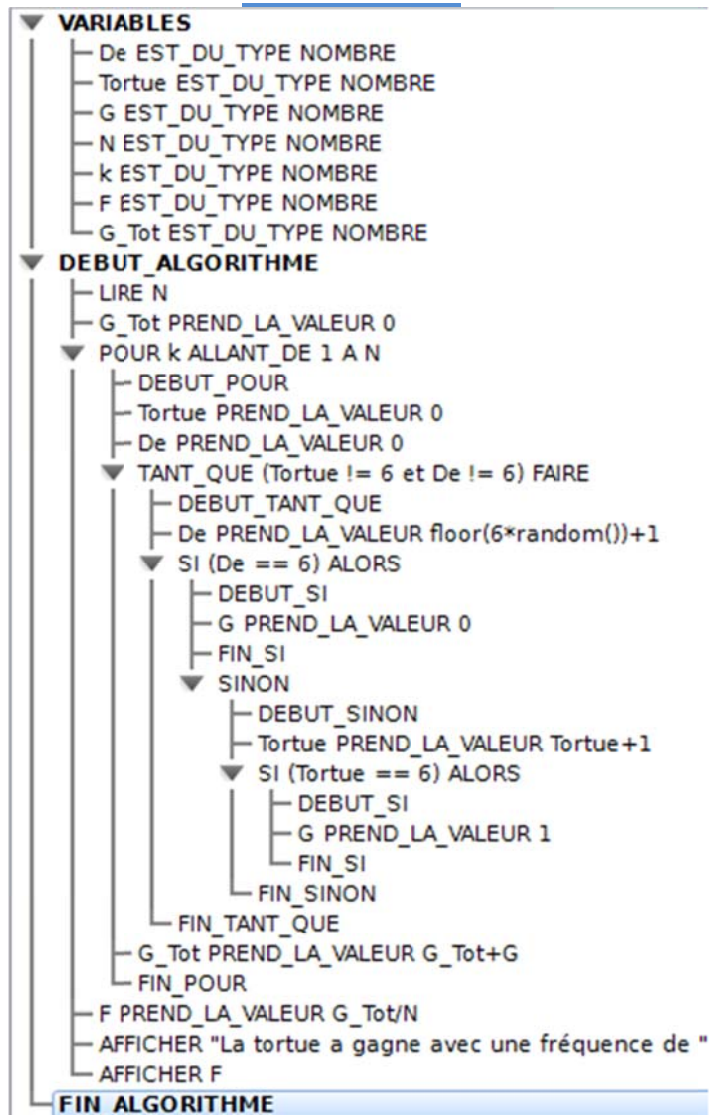 VARIABLES
De EST_DU_TYPE NOMBRE
Tortue EST_DU_TYPE NOMBRE
G EST_DU_TYPE NOMBRE
N EST_DU_TYPE NOMBRE
k EST_DU_TYPE NOMBRE
F EST_DU_TYPE NOMBRE
G_Tot EST_DU_TYPE NOMBRE
DEBUT_ALGORITHME
LIRE N
G_Tot PREND_LA_VALEUR 0
POUR k ALLANT_DE 1 A N
DEBUT_POUR
Tortue PREND_LA_VALEUR 0
De PREND_LA_VALEUR 0
TANT_QUE (Tortue != 6 et De != 6) FAIRE
DEBUT_TANT_QUE
De PREND_LA_VALEUR floor(6*random())+1
SI (De == 6) ALORS
DEBUT_SI
G PREND_LA_VALEUR 0
FIN_SI
SINON
DEBUT_SINON
Tortue PREND_LA_VALEUR Tortue+1
SI (Tortue == 6) ALORS
DEBUT_SI
G PREND_LA_VALEUR 1
FIN_SI
FIN_SINON
FIN_TANT_QUE
G_Tot PREND_LA_VALEUR G_Tot+G
FIN_POUR
F PREND_LA_VALEUR G_Tot/N
AFFICHER "La tortue a gagne avec une fréquence de "
AFFICHER F
FIN_ALGORITHME